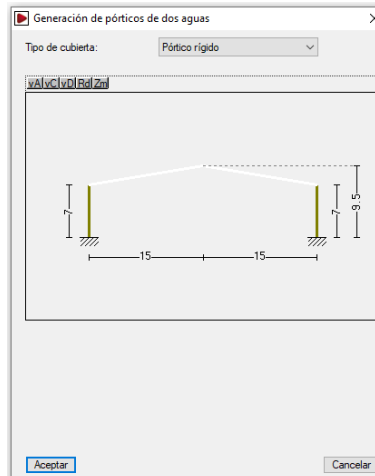 Generación de pórticos de dos aguas
Tipo de cubierta: Pórtico rígido
vA vC vD Rd Zm
7
7
9.5
15 15
Aceptar Cancelar